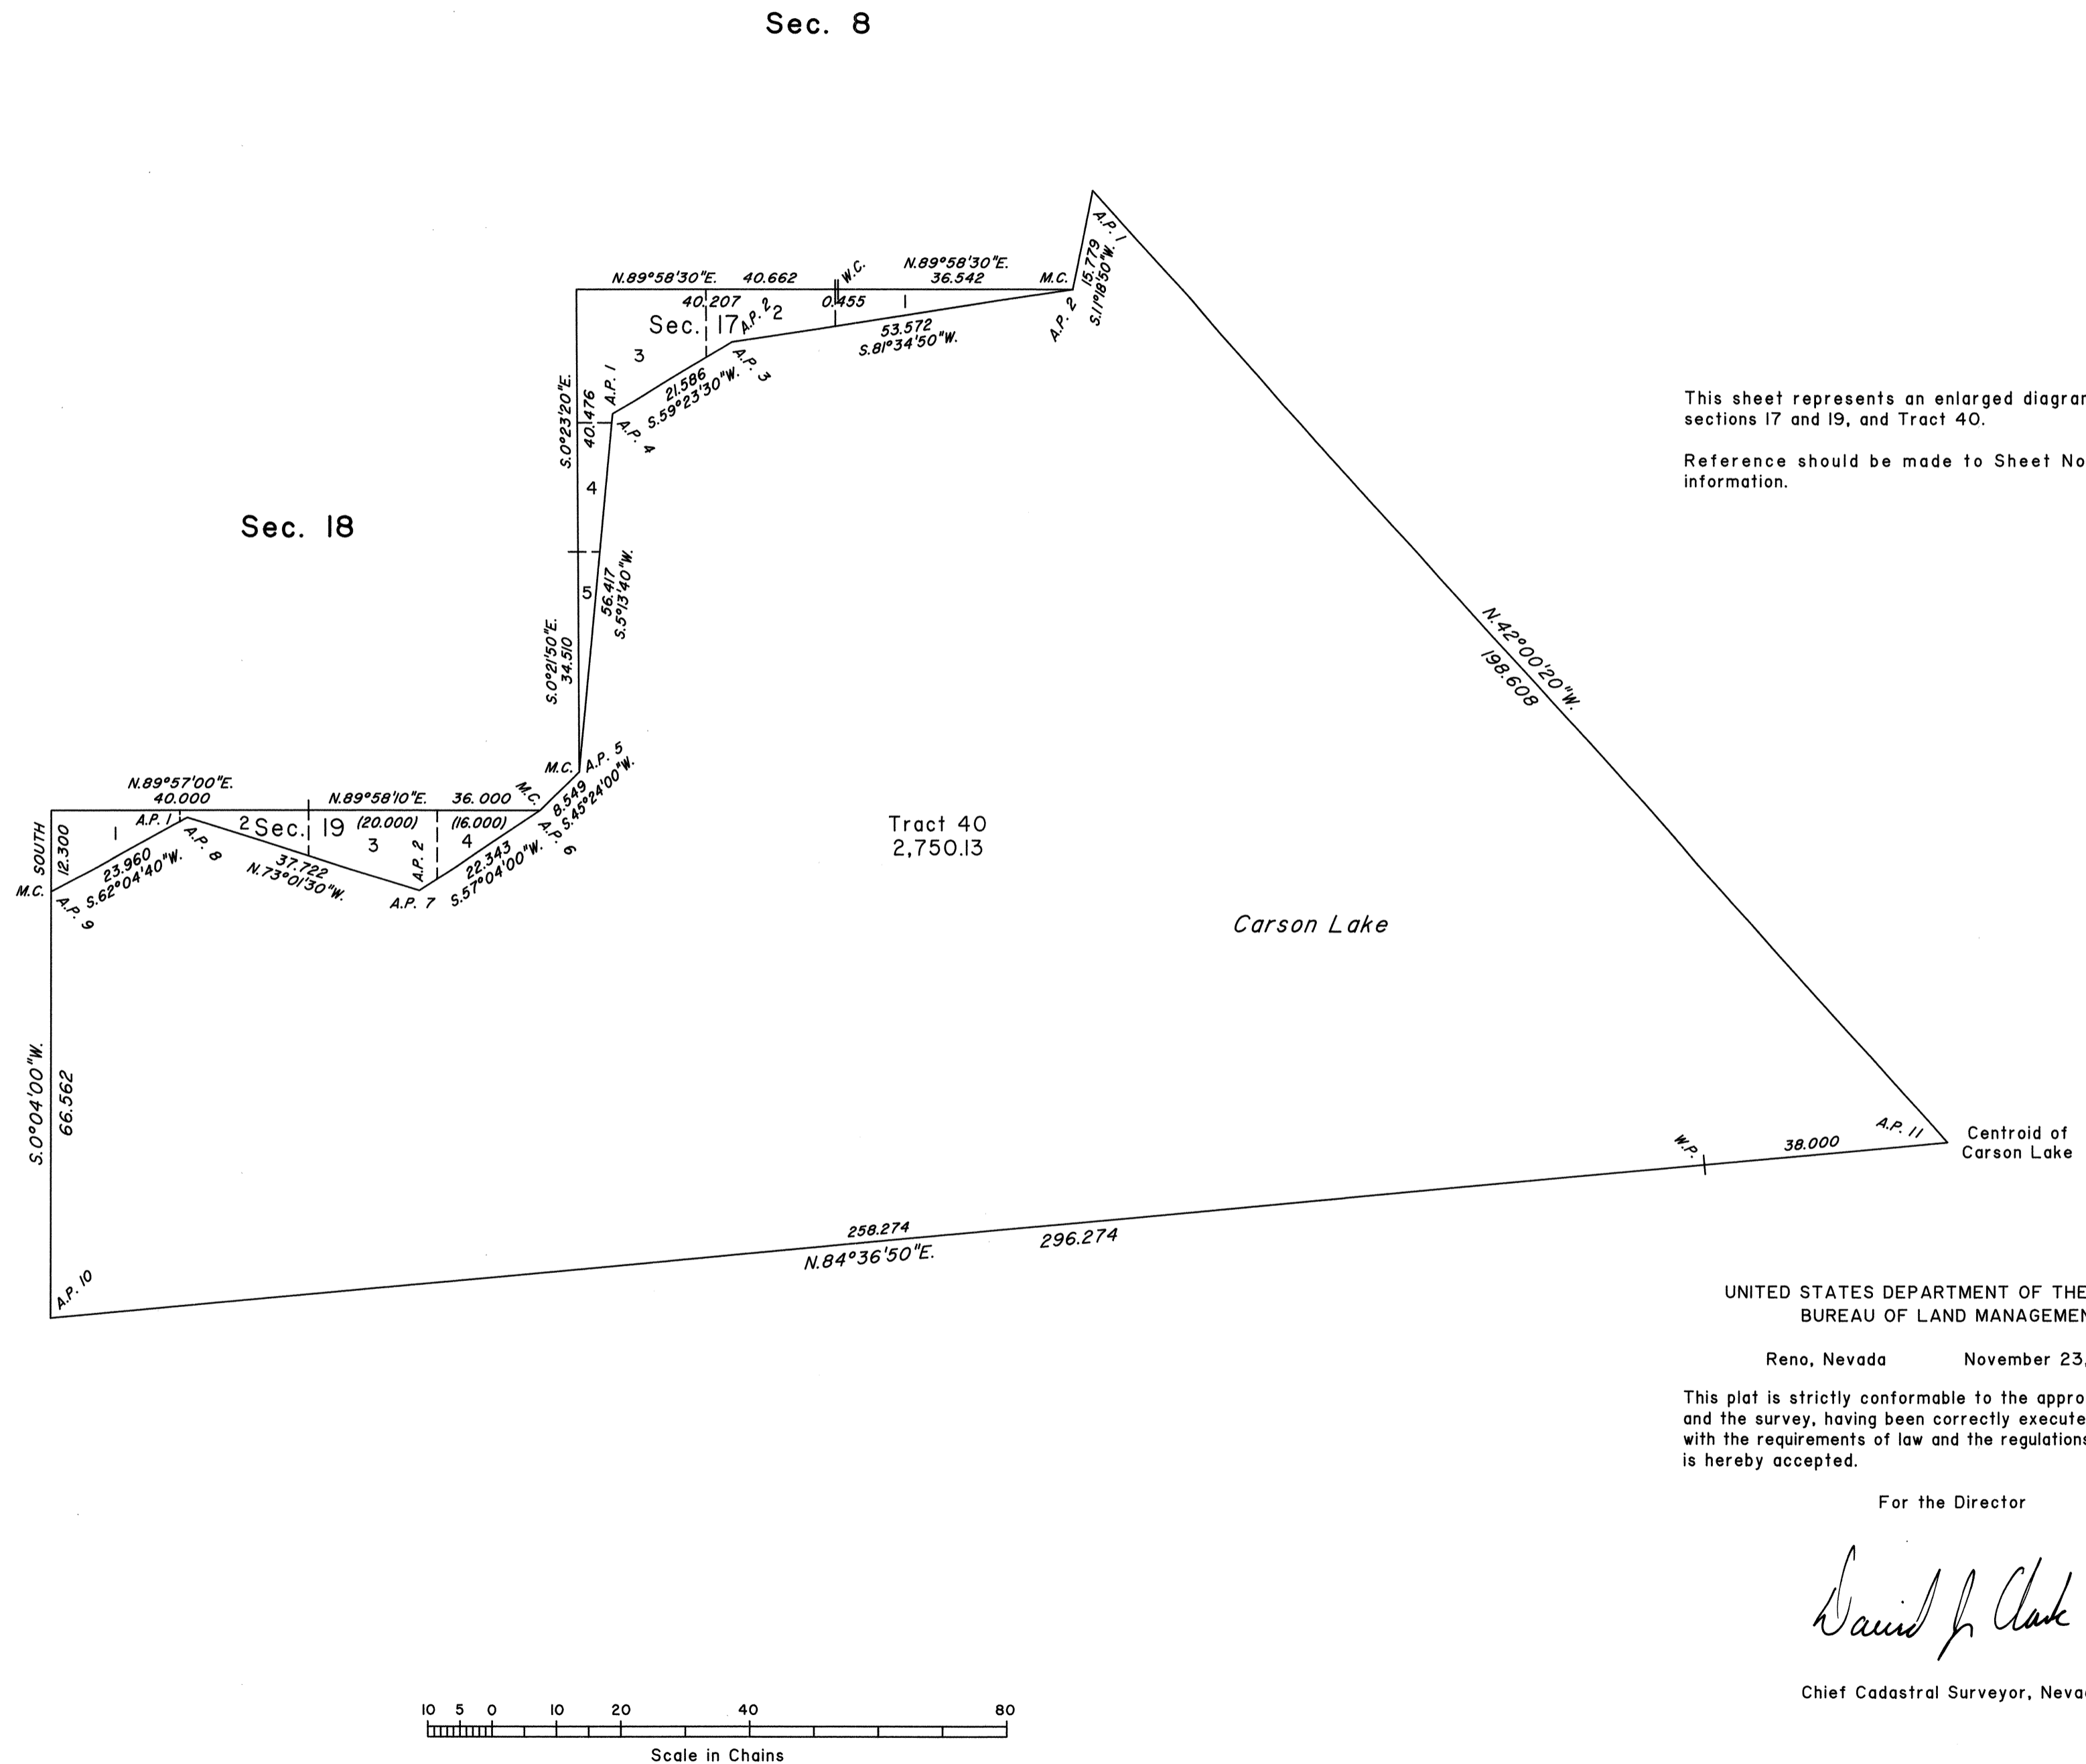 Sec. 8
N.89°58'30"E. 40.662
W.C.
N.89°58'30"E.
36.542
M.C.
A.P. 1
15.779
S.11°18'50"W.
A.P. 2
40.207
0.455
1
Sec. 17
A.P. 2
2
53.572
S.81°34'50"W.
3
A.P. 3
21.586
S.59°23'30"W.
A.P. 1
S.0°23'20"E.
40.476
A.P. 4
4
This sheet represents an enlarged diagram
sections 17 and 19, and Tract 40.
Reference should be made to Sheet No
information.
Sec. 18
5
56.417
S.5°13'40"W.
S.0°21'50"E.
34.510
N.42°00'20"W.
198.608
M.C.
A.P. 5
8.549
S.45°24'00"W.
N.89°57'00"E.
40.000
N.89°58'10"E. 36.000
M.C.
SOUTH
12.300
1
A.P. 1
2
Sec. 19
(20.000)
(16.000)
3
4
A.P. 2
A.P. 6
A.P. 8
23.960
S.62°04'40"W.
37.722
N.73°01'30"W.
22.343
S.57°04'00"W.
A.P. 7
M.C.
A.P. 9
Tract 40
2,750.13
Carson Lake
S.0°04'00"W.
66.562
A.P. 11
Centroid of
Carson Lake
W.P.
38.000
258.274
N.84°36'50"E.
296.274
A.P. 10
UNITED STATES DEPARTMENT OF THE
BUREAU OF LAND MANAGEMEN
Reno, Nevada November 23,
This plat is strictly conformable to the appro
and the survey, having been correctly execute
with the requirements of law and the regulations
is hereby accepted.
For the Director
David J Clark
Chief Cadastral Surveyor, Neva
10 5 0 10 20 40 80
Scale in Chains